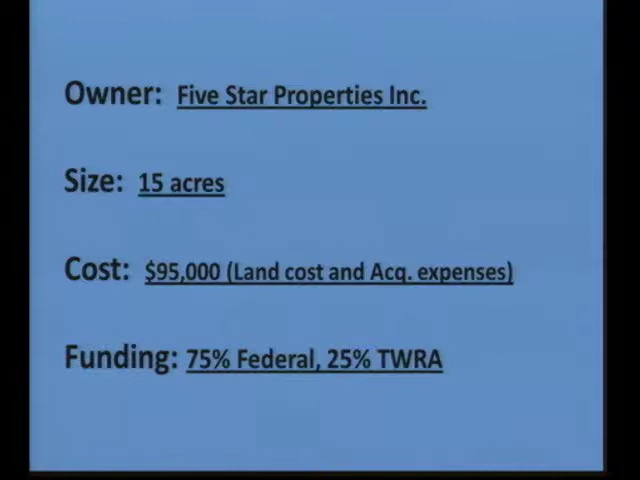 Owner: Five Star Properties Inc.
Size: 15 acres
Cost: $95,000 (Land cost and Acq. expenses)
Funding: 75% Federal, 25% TWRA